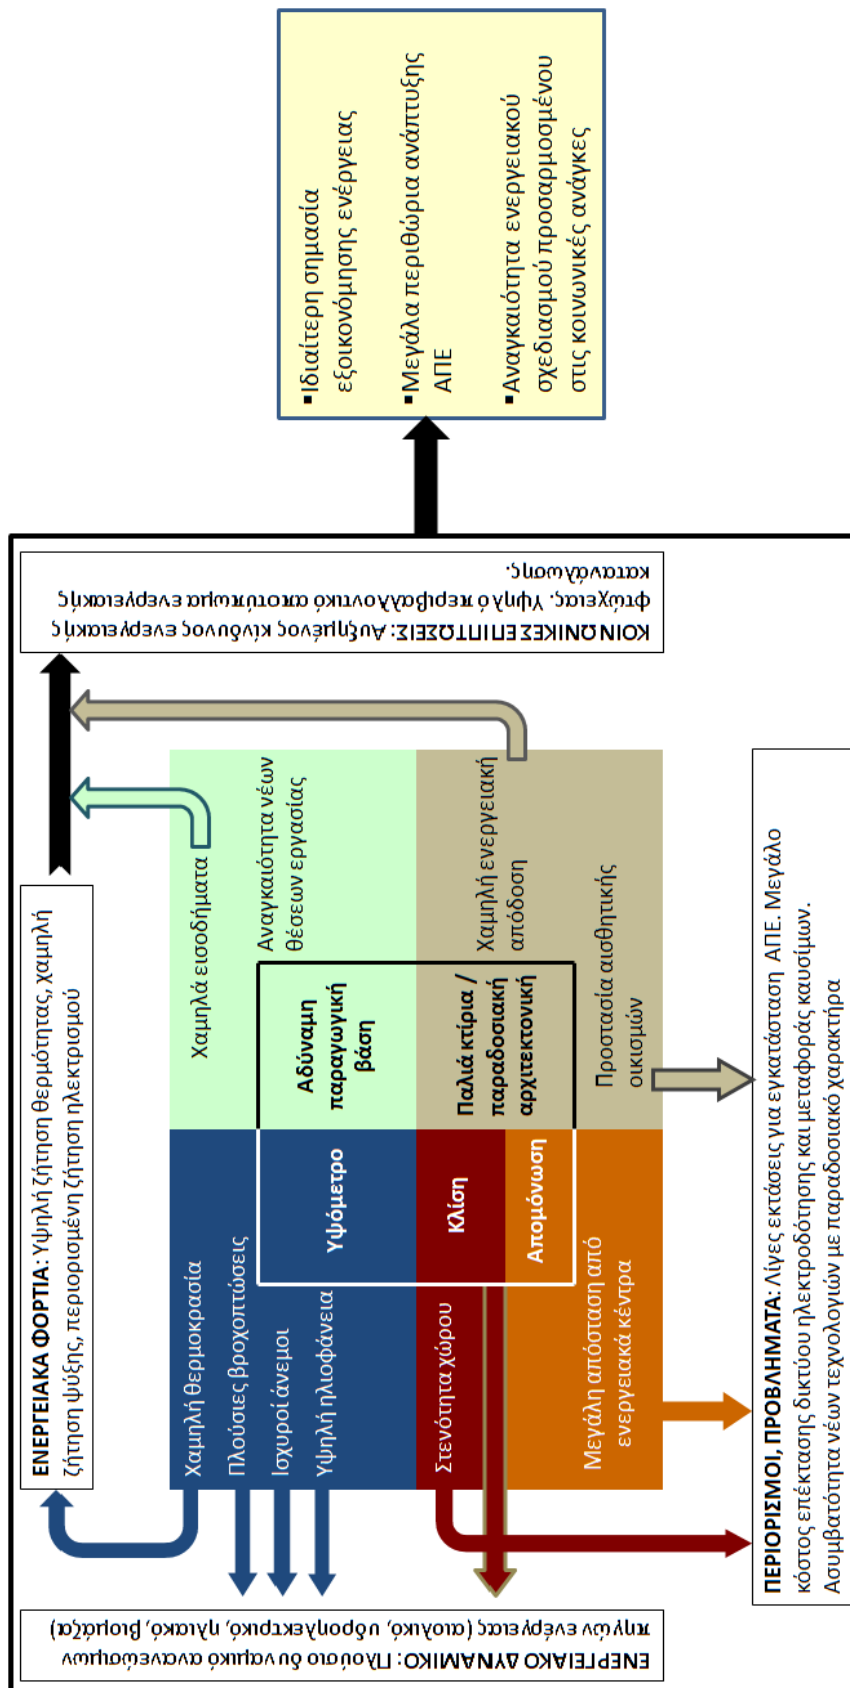 ΕΝΕΡΓΕΙΑΚΑ ΦΟΡΤΙΑ: Υψηλή ζήτηση θερμότητας, χαμηλή
ζήτηση ψύξης, περιορισμένη ζήτηση ηλεκτρισμού
ΕΝΕΡΓΕΙΑΚΟ ΔΥΝΑΜΙΚΟ: Πλούσιο δυναμικό ανανεώσιμων
πηγών ενέργειας (αιολικό, υδροηλεκτρικό, ηλιακό, βιομάζα)
Χαμηλή θερμοκρασία
Πλούσιες βροχοπτώσεις
Ισχυροί άνεμοι
Υψηλή ηλιοφάνεια
Υψόμετρο
Στενότητα χώρου
Κλίση
Απομόνωση
Μεγάλη απόσταση από
ενεργειακά κέντρα
Χαμηλά εισοδήματα
Αναγκαιότητα νέων
θέσεων εργασίας
Αδύναμη
παραγωγική
βάση
Παλιά κτίρια /
παραδοσιακή
αρχιτεκτονική
Χαμηλή ενεργειακή
απόδοση
Προστασία αισθητικής
οικισμών
ΚΟΙΝΩΝΙΚΕΣ ΕΠΙΠΤΩΣΕΙΣ: Αυξημένος κίνδυνος ενεργειακής
φτώχειας. Υψηλό περιβαλλοντικό αποτύπωμα ενεργειακής
κατανάλωσης.
ΠΕΡΙΟΡΙΣΜΟΙ, ΠΡΟΒΛΗΜΑΤΑ: Λίγες εκτάσεις για εγκατάσταση ΑΠΕ. Μεγάλο
κόστος επέκτασης δικτύου ηλεκτροδότησης και μεταφοράς καυσίμων.
Ασυμβατότητα νέων τεχνολογιών με παραδοσιακό χαρακτήρα
▪Ιδιαίτερη σημασία
εξοικονόμησης ενέργειας
▪Μεγάλα περιθώρια ανάπτυξης
ΑΠΕ
▪Αναγκαιότητα ενεργειακού
σχεδιασμού προσαρμοσμένου
στις κοινωνικές ανάγκες